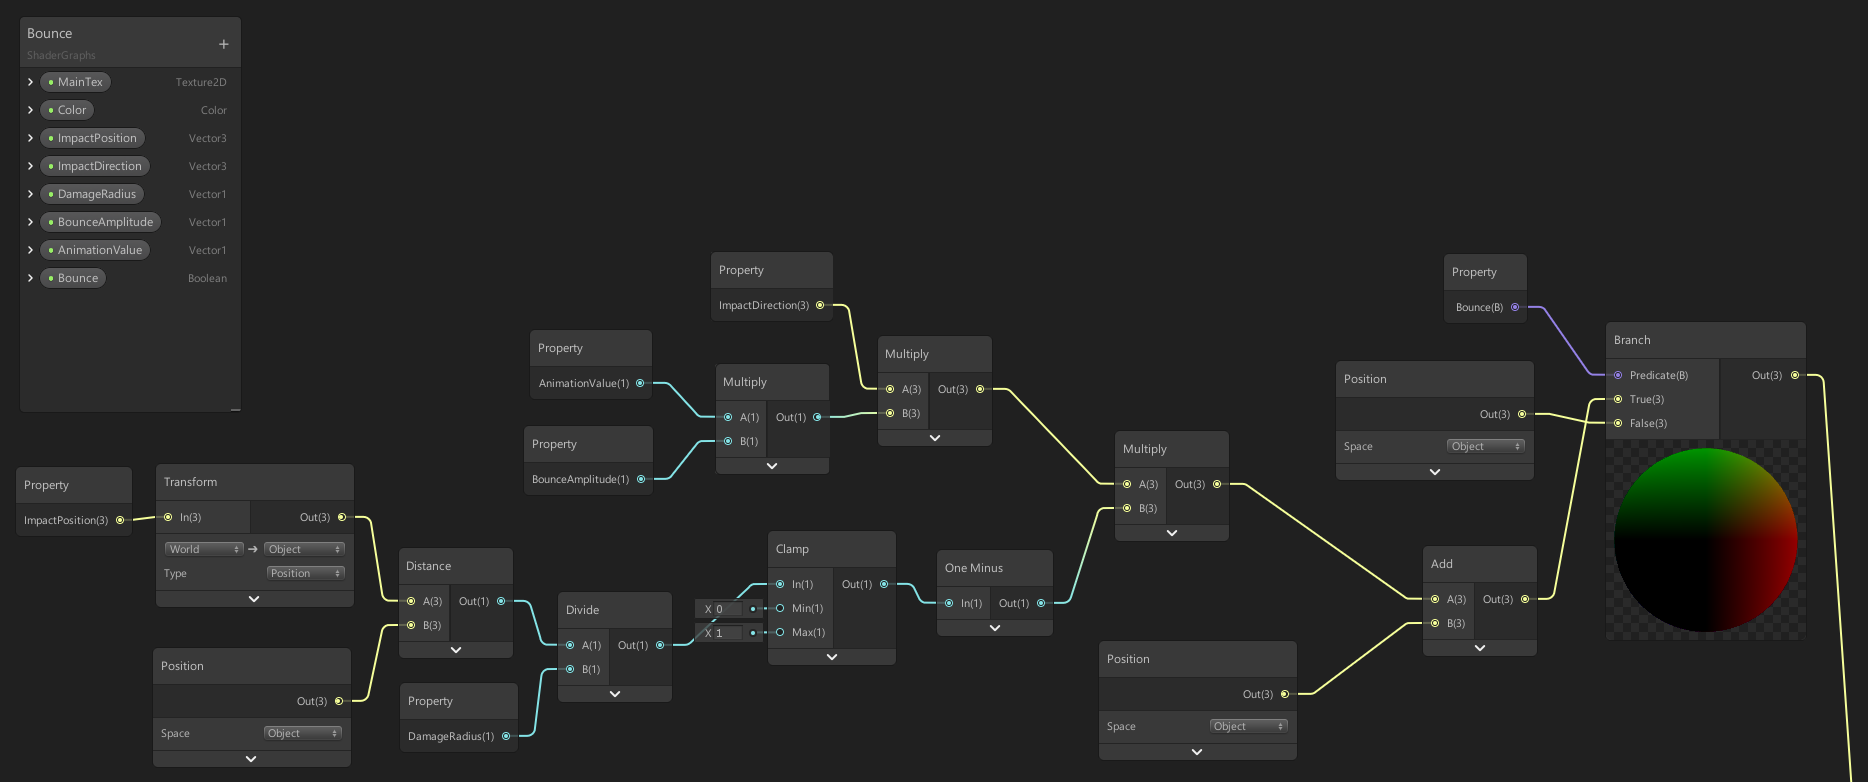 Bounce
ShaderGraphs
+
MainTex Texture2D
Color Color
ImpactPosition Vector3
ImpactDirection Vector3
DamageRadius Vector1
BounceAmplitude Vector1
AnimationValue Vector1
Bounce Boolean
Property
ImpactDirection(3)
Property
Bounce(B)
Property
AnimationValue(1)
Multiply
A(1) Out(1)
B(1)
Multiply
A(3) Out(3)
B(3)
Property
BounceAmplitude(1)
Branch
Predicate(B) Out(3)
True(3)
False(3)
Position
Out(3)
Space Object
Multiply
A(3) Out(3)
B(3)
Property
ImpactPosition(3)
Transform
In(3) Out(3)
World Object
Type Position
Distance
A(3) Out(1)
B(3)
Position
Out(3)
Space Object
Divide
A(1) Out(1)
B(1)
Property
DamageRadius(1)
X 0
X 1
Clamp
In(1) Out(1)
Min(1)
Max(1)
One Minus
In(1) Out(1)
Add
A(3) Out(3)
B(3)
Position
Out(3)
Space Object